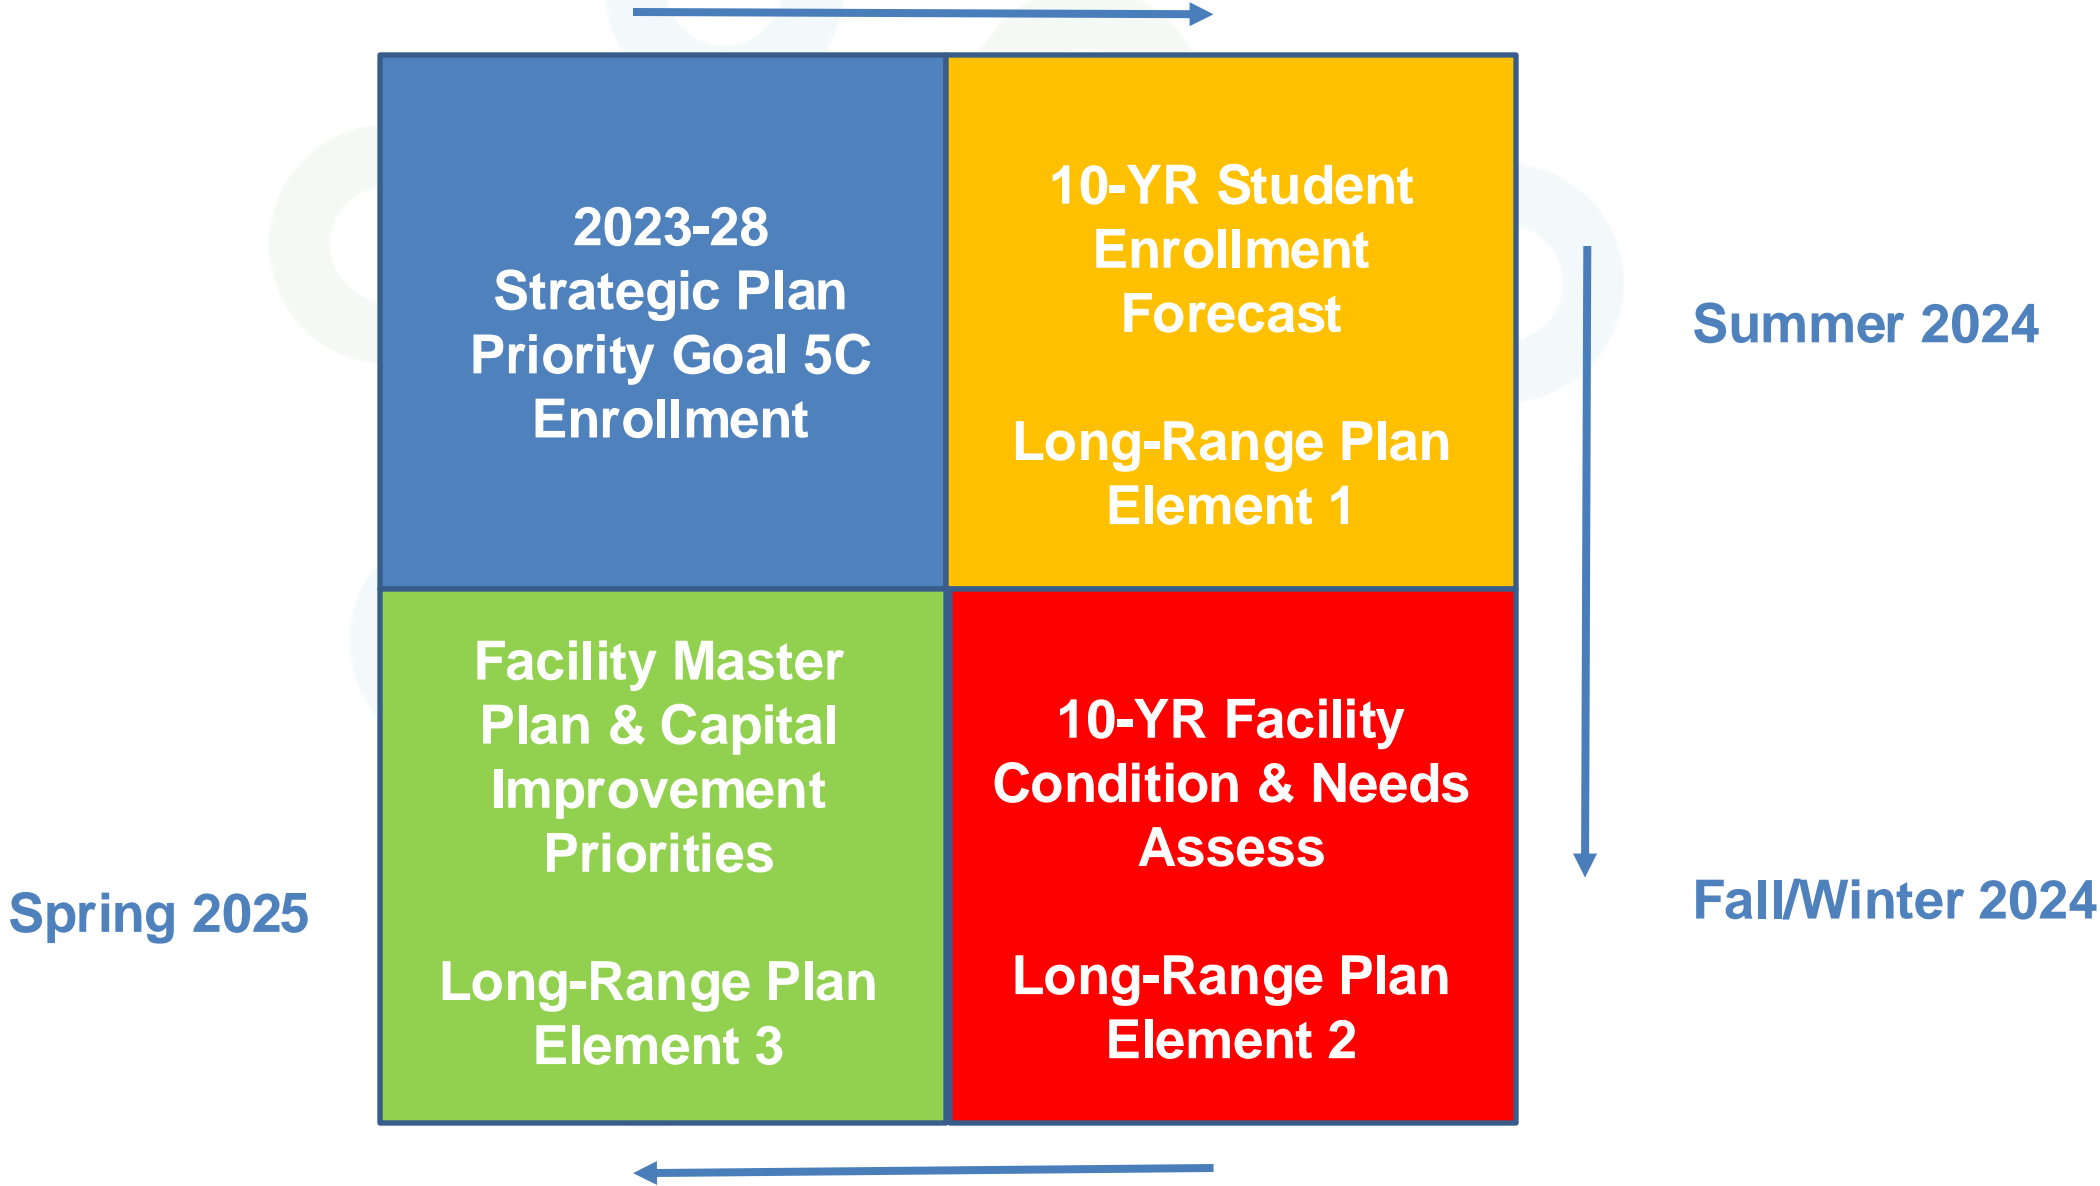 2023-28
Strategic Plan
Priority Goal 5C
Enrollment
10-YR Student
Enrollment
Forecast
Long-Range Plan
Element 1
Summer 2024
Facility Master
Plan & Capital
Improvement
Priorities
Long-Range Plan
Element 3
10-YR Facility
Condition & Needs
Assess
Long-Range Plan
Element 2
Spring 2025
Fall/Winter 2024